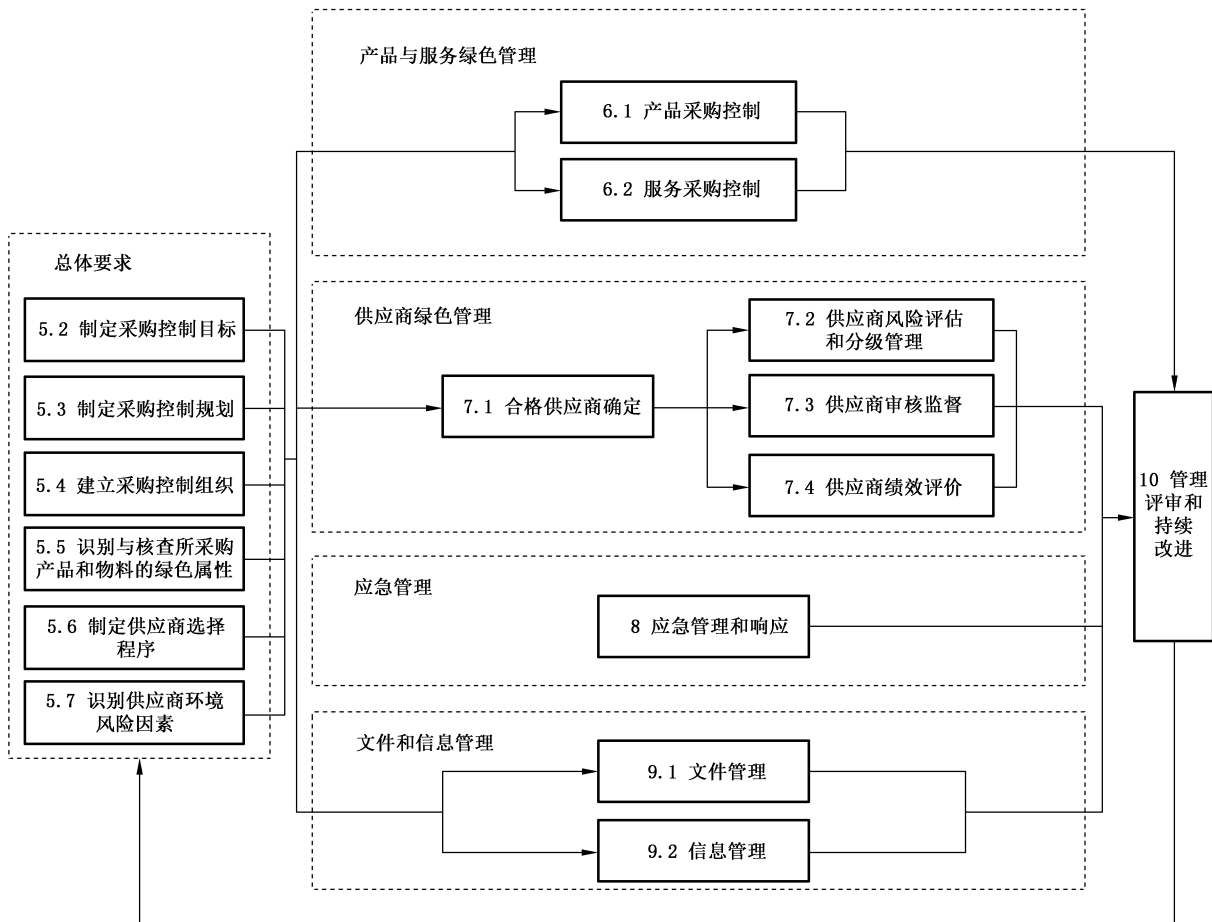 产品与服务绿色管理
6.1 产品采购控制
6.2 服务采购控制
总体要求
5.2 制定采购控制目标
5.3 制定采购控制规划
5.4 建立采购控制组织
5.5 识别与核查所采购
产品和物料的绿色属性
5.6 制定供应商选择
程序
5.7 识别供应商环境
风险因素
供应商绿色管理
7.1 合格供应商确定
7.2 供应商风险评估
和分级管理
7.3 供应商审核监督
7.4 供应商绩效评价
应急管理
8 应急管理和响应
文件和信息管理
9.1 文件管理
9.2 信息管理
10 管理
评审和
持续
改进